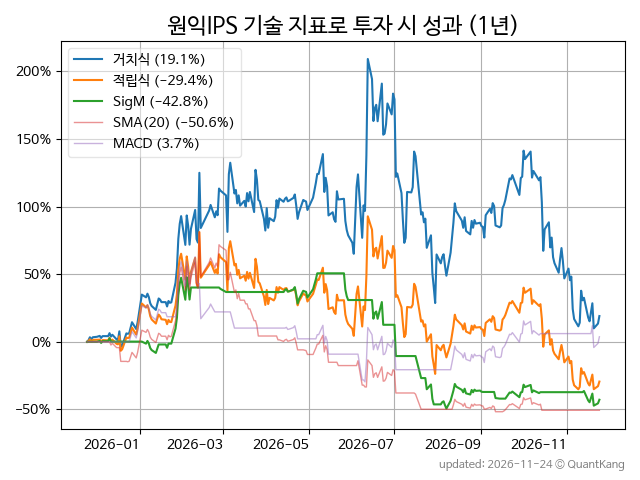 원익IPS 기술 지표로 투자 시 성과 (1년)
거치식 (19.1%)
적립식 (−29.4%)
SigM (−42.8%)
SMA(20) (−50.6%)
MACD (3.7%)
200%
150%
100%
50%
0%
−50%
2026-01 2026-03 2026-05 2026-07 2026-09 2026-11
updated: 2026-11-24 © QuantKang